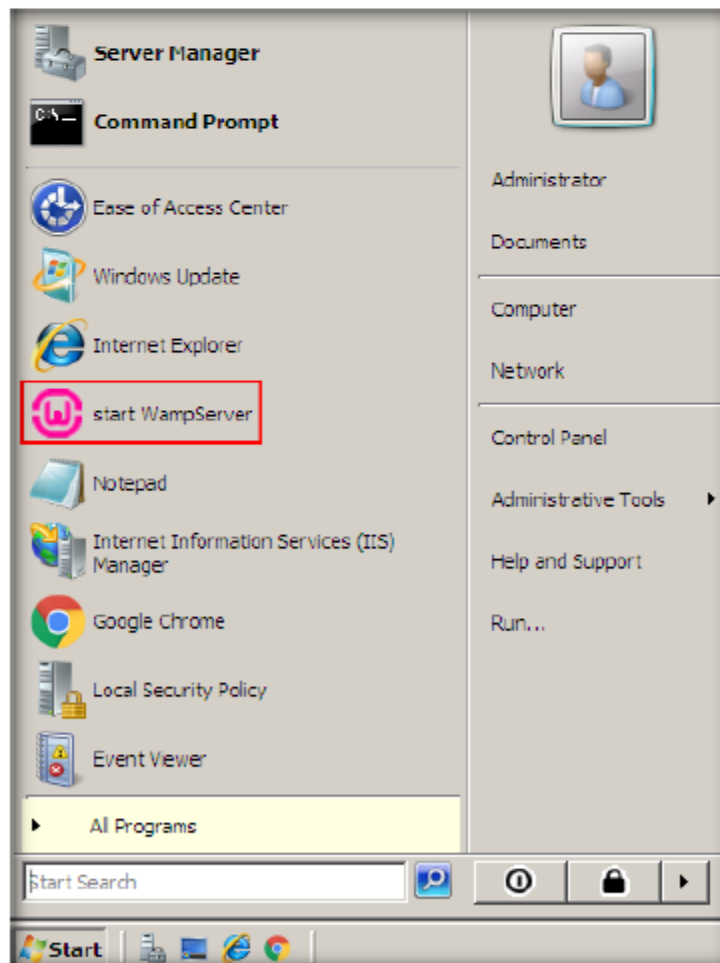 Server Manager
Command Prompt
Ease of Access Center
Windows Update
Internet Explorer
start WampServer
Notepad
Internet Information Services (IIS)
Manager
Google Chrome
Local Security Policy
Event Viewer
All Programs
Start Search
Administrator
Documents
Computer
Network
Control Panel
Administrative Tools
Help and Support
Run...
Start